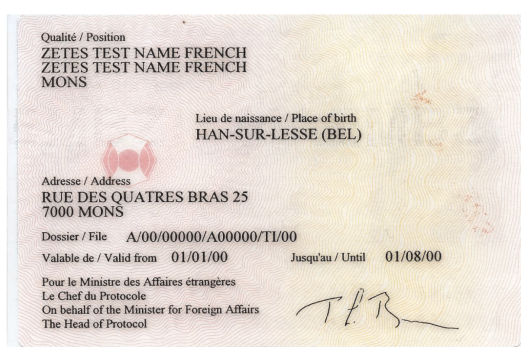 Qualité / Position
ZETES TEST NAME FRENCH
ZETES TEST NAME FRENCH
MONS
Lieu de naissance / Place of birth
HAN-SUR-LESSE (BEL)
Adresse / Address
RUE DES QUATRES BRAS 25
7000 MONS
Dossier / File A/00/00000/A00000/TI/00
Valable de / Valid from 01/01/00 Jusqu'au / Until 01/08/00
Pour le Ministre des Affaires étrangères
Le Chef du Protocole
On behalf of the Minister for Foreign Affairs
The Head of Protocol